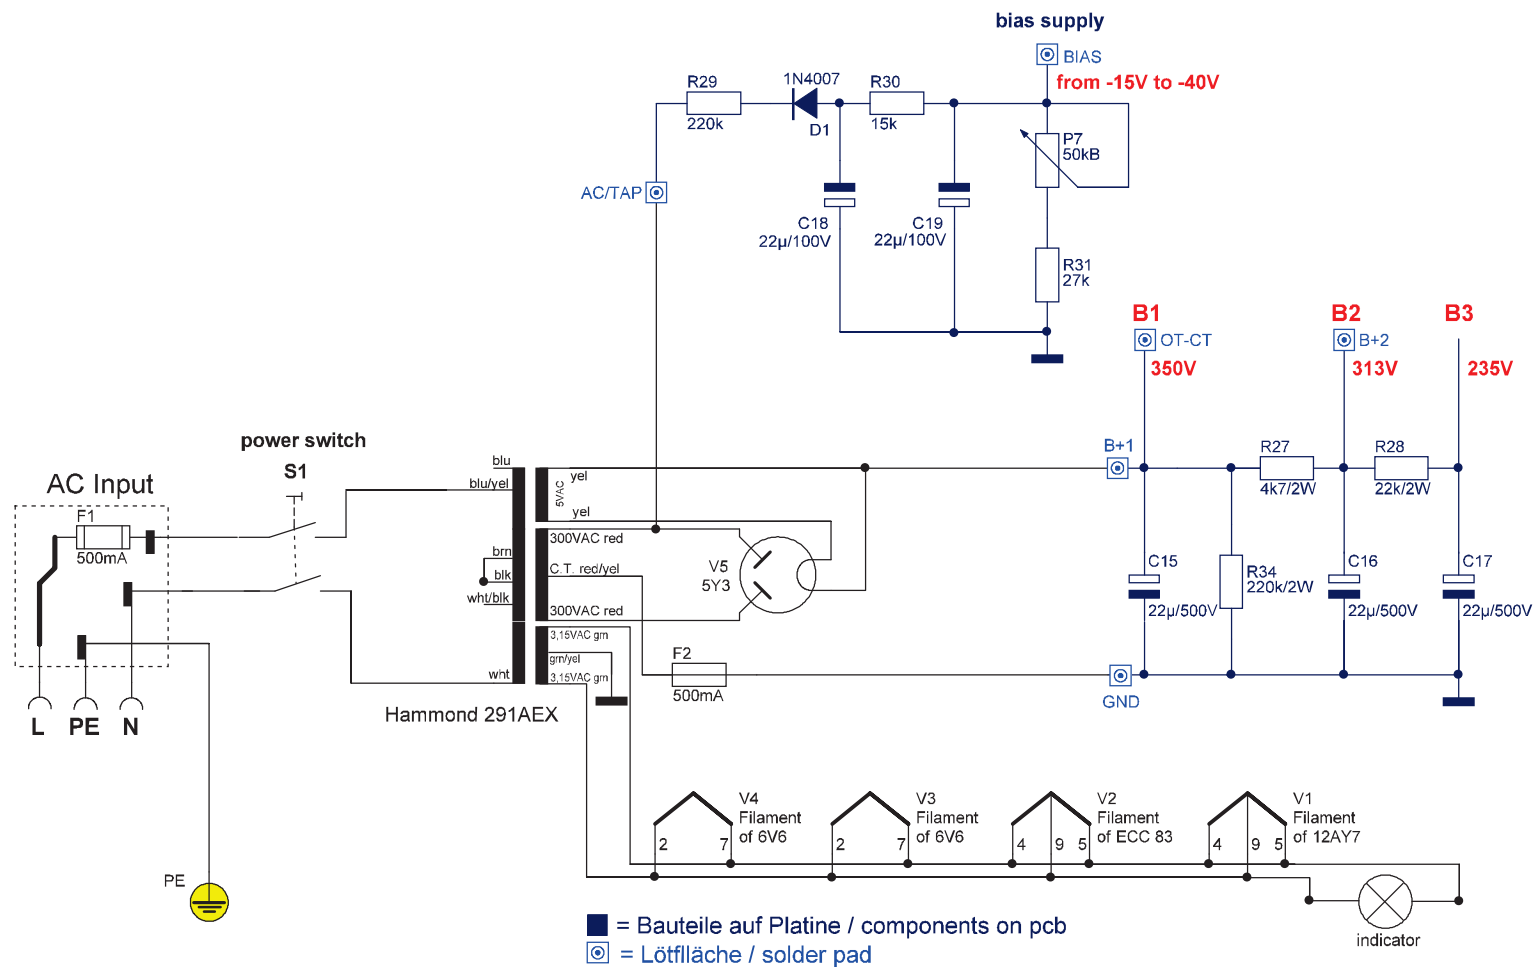 bias supply
BIAS
from -15V to -40V
R29
220k
1N4007
D1
R30
15k
P7
50kB
AC/TAP
C18
22µ/100V
C19
22µ/100V
R31
27k
B1
OT-CT
350V
B2
B+2
313V
B3
235V
power switch
S1
AC Input
F1
500mA
L
PE
N
PE
blu
blu/yel
brn
blk
wht/blk
wht
Hammond 291AEX
yel
5VAC
yel
300VAC red
C.T. red/yel
300VAC red
3,15VAC grn
grn/yel
3,15VAC grn
V5
5Y3
F2
500mA
B+1
GND
R27
4k7/2W
R28
22k/2W
C15
22µ/500V
R34
220k/2W
C16
22µ/500V
C17
22µ/500V
V4
Filament
of 6V6
2
7
V3
Filament
of 6V6
2
7
V2
Filament
of ECC 83
4
9
5
V1
Filament
of 12AY7
4
9
5
indicator
= Bauteile auf Platine / components on pcb
= Lötflläche / solder pad